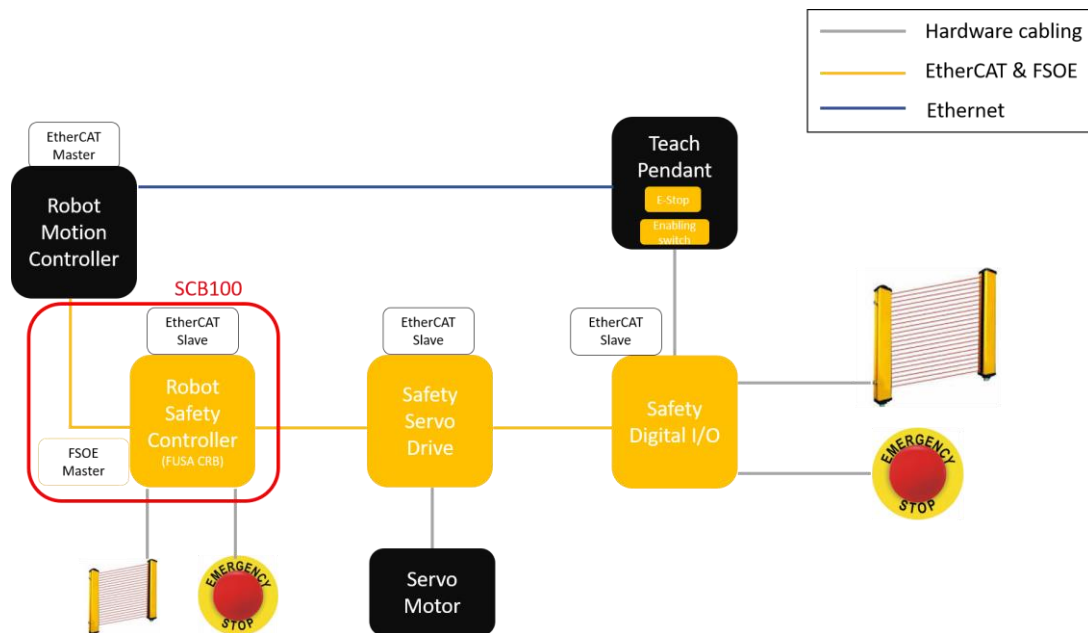 Hardware cabling
EtherCAT & FSOE
Ethernet
EtherCAT
Master
Robot
Motion
Controller
Teach
Pendant
E-Stop
Enabling
switch
SCB100
EtherCAT
Slave
EtherCAT
Slave
EtherCAT
Slave
Robot
Safety
Controller
(FUSA CRB)
FSOE
Master
Safety
Servo
Drive
Safety
Digital I/O
EMERGENCY
STOP
EMERGENCY
STOP
Servo
Motor